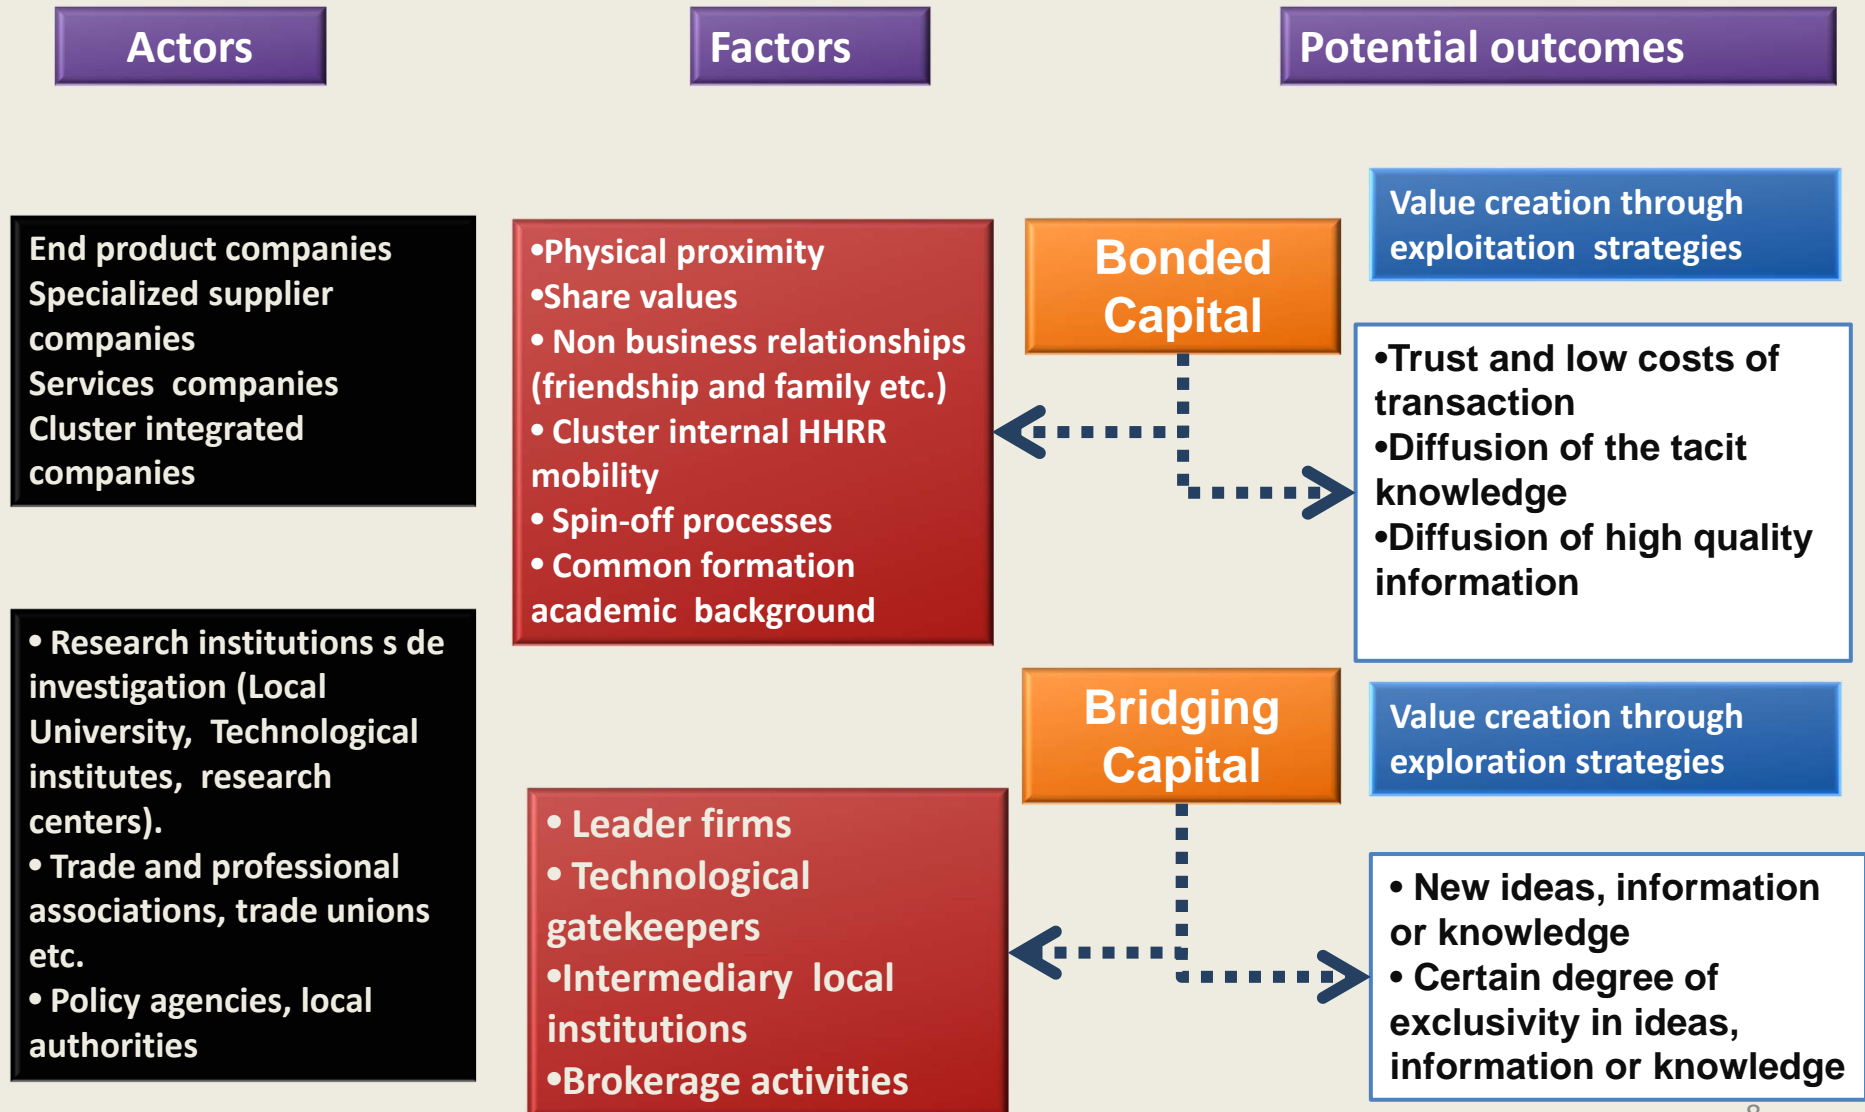 Actors
Factors
Potential outcomes
End product companies
Specialized supplier
companies
Services companies
Cluster integrated
companies
• Research institutions s de
investigation (Local
University, Technological
institutes, research
centers).
• Trade and professional
associations, trade unions
etc.
• Policy agencies, local
authorities
•Physical proximity
•Share values
• Non business relationships
(friendship and family etc.)
• Cluster internal HHRR
mobility
• Spin-off processes
• Common formation
academic background
• Leader firms
• Technological
gatekeepers
•Intermediary local
institutions
•Brokerage activities
Bonded
Capital
Bridging
Capital
Value creation through
exploitation strategies
•Trust and low costs of
transaction
•Diffusion of the tacit
knowledge
•Diffusion of high quality
information
Value creation through
exploration strategies
• New ideas, information
or knowledge
• Certain degree of
exclusivity in ideas,
information or knowledge